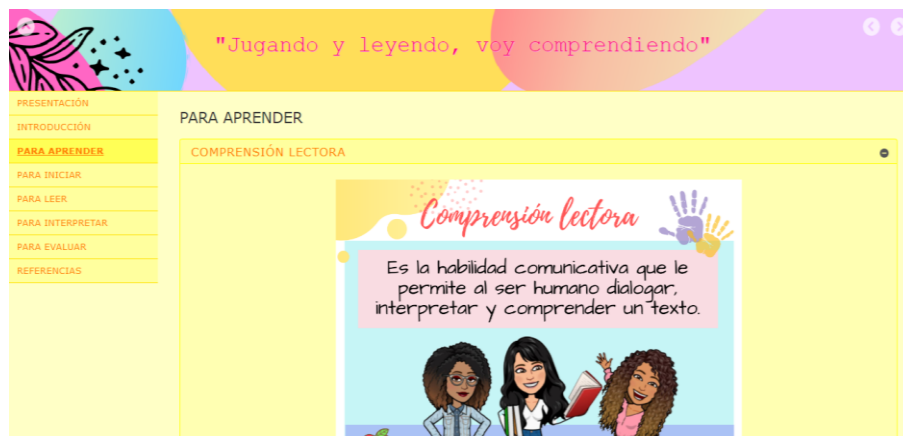 "Jugando y leyendo, voy comprendiendo"
PRESENTACIÓN
INTRODUCCIÓN
PARA APRENDER
PARA INICIAR
PARA LEER
PARA INTERPRETAR
PARA EVALUAR
REFERENCIAS
PARA APRENDER
COMPRENSIÓN LECTORA
Comprensión lectora
Es la habilidad comunicativa que le
permite al ser humano dialogar,
interpretar y comprender un texto.